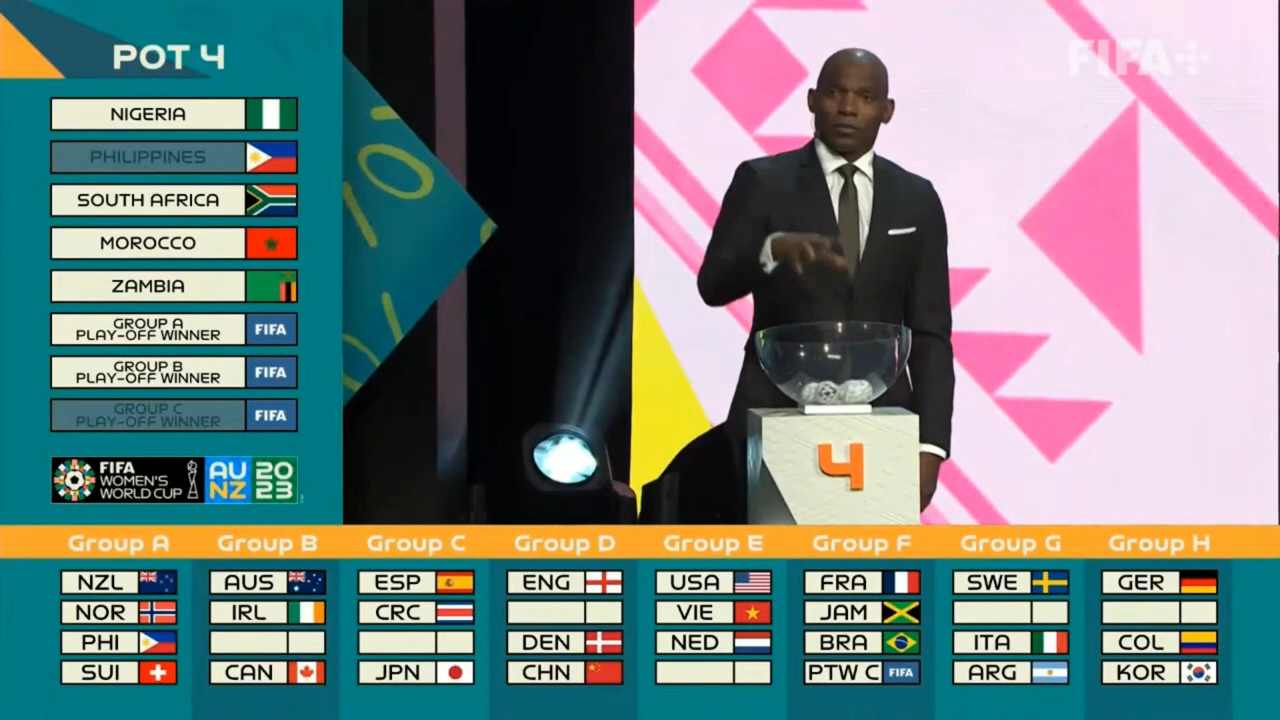 POT 4
NIGERIA
PHILIPPINES
SOUTH AFRICA
MOROCCO
ZAMBIA
GROUP A
PLAY-OFF WINNER
FIFA
GROUP B
PLAY-OFF WINNER
FIFA
GROUP C
PLAY-OFF WINNER
FIFA
FIFA
WOMEN'S
WORLD CUP
AU
NZ
20
23
FIFA+
4
Group A
Group B
Group C
Group D
Group E
Group F
Group G
Group H
NZL
AUS
ESP
ENG
USA
FRA
SWE
GER
NOR
IRL
CRC
VIE
JAM
PHI
DEN
NED
BRA
ITA
COL
SUI
CAN
JPN
CHN
PTW C
FIFA
ARG
KOR